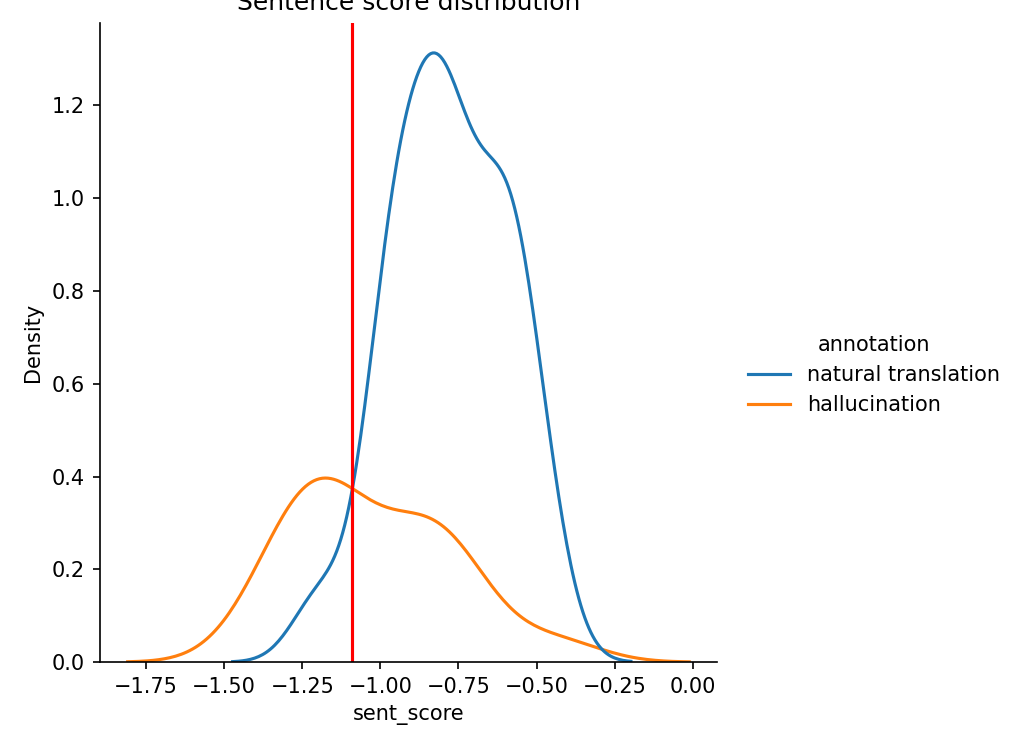 Sentence score distribution
1.2
1.0
0.8
0.6
0.4
0.2
0.0
Density
−1.75 −1.50 −1.25 −1.00 −0.75 −0.50 −0.25 0.00
sent_score
annotation
natural translation
hallucination